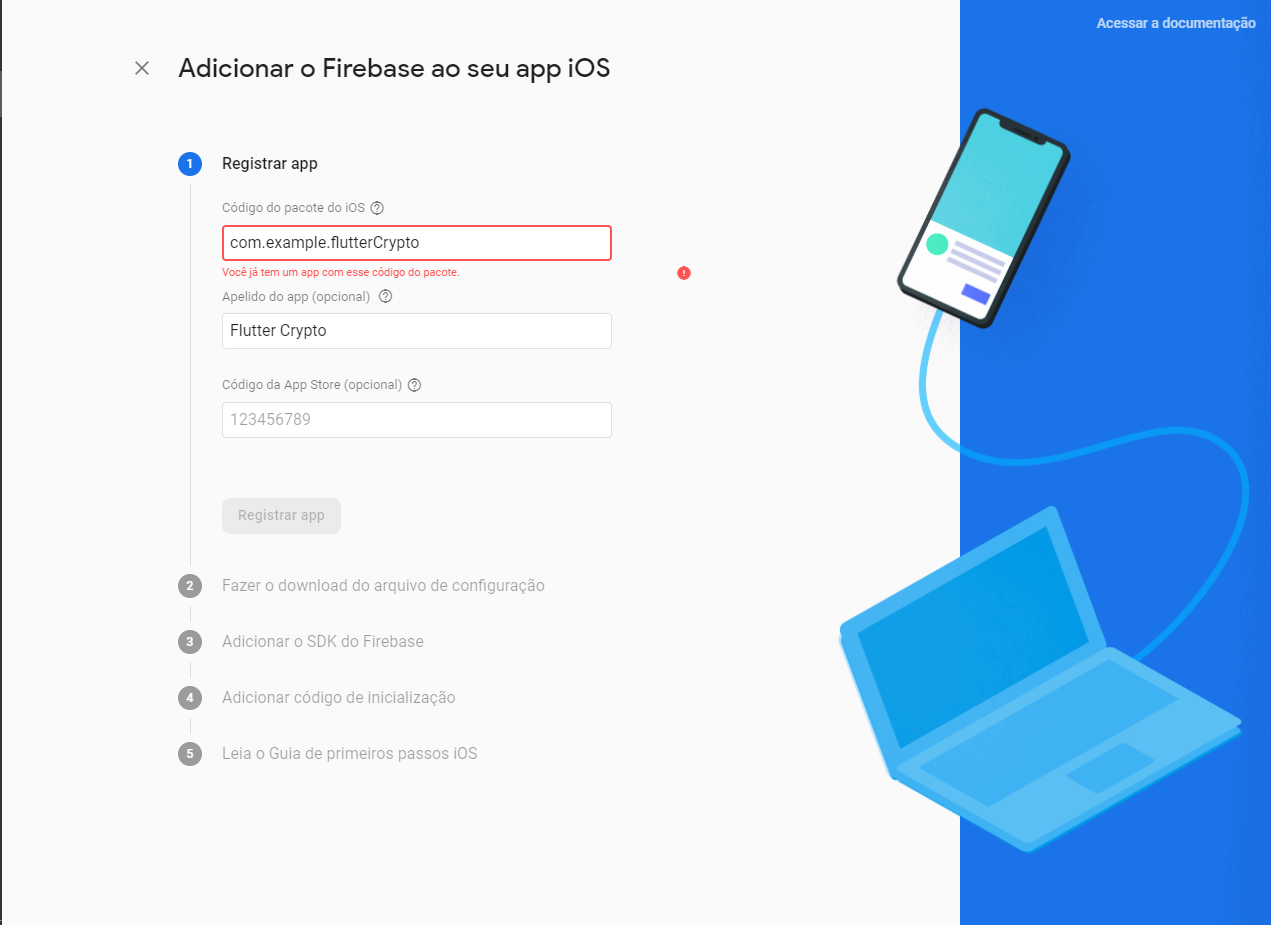 Acessar a documentação
Adicionar o Firebase ao seu app iOS
1 Registrar app
Código do pacote do iOS ?
com.example.flutterCrypto
Você já tem um app com esse código do pacote.
Apelido do app (opcional) ?
Flutter Crypto
Código da App Store (opcional) ?
123456789
Registrar app
2 Fazer o download do arquivo de configuração
3 Adicionar o SDK do Firebase
4 Adicionar código de inicialização
5 Leia o Guia de primeiros passos iOS